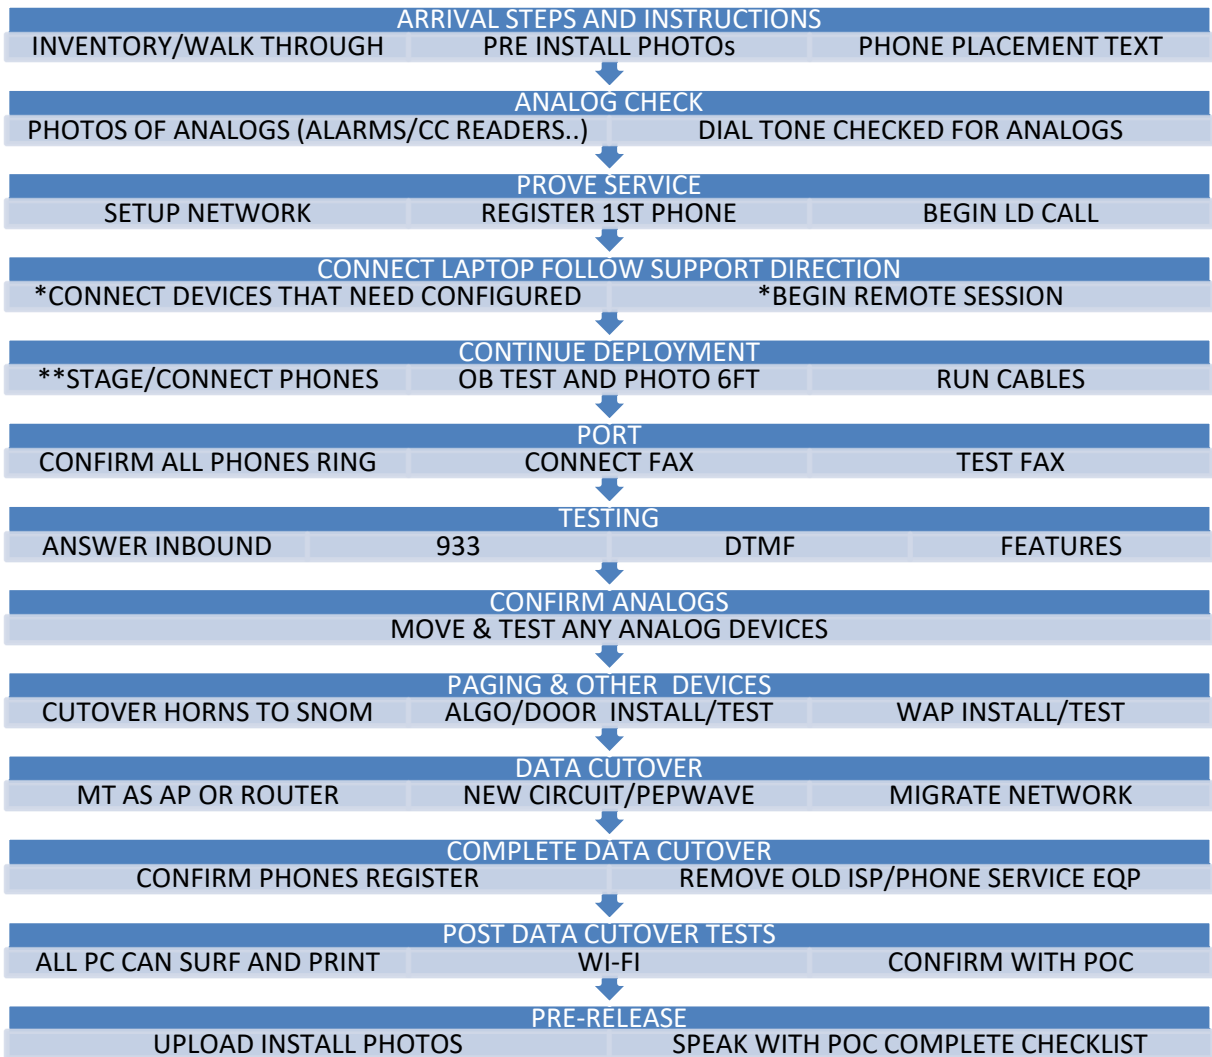 ARRIVAL STEPS AND INSTRUCTIONS
INVENTORY/WALK THROUGH PRE INSTALL PHOTOs PHONE PLACEMENT TEXT
ANALOG CHECK
PHOTOS OF ANALOGS (ALARMS/CC READERS..) DIAL TONE CHECKED FOR ANALOGS
PROVE SERVICE
SETUP NETWORK REGISTER 1ST PHONE BEGIN LD CALL
CONNECT LAPTOP FOLLOW SUPPORT DIRECTION
*CONNECT DEVICES THAT NEED CONFIGURED *BEGIN REMOTE SESSION
CONTINUE DEPLOYMENT
**STAGE/CONNECT PHONES OB TEST AND PHOTO 6FT RUN CABLES
PORT
CONFIRM ALL PHONES RING CONNECT FAX TEST FAX
TESTING
ANSWER INBOUND 933 DTMF FEATURES
CONFIRM ANALOGS
MOVE & TEST ANY ANALOG DEVICES
PAGING & OTHER DEVICES
CUTOVER HORNS TO SNOM ALGO/DOOR INSTALL/TEST WAP INSTALL/TEST
DATA CUTOVER
MT AS AP OR ROUTER NEW CIRCUIT/PEPWAVE MIGRATE NETWORK
COMPLETE DATA CUTOVER
CONFIRM PHONES REGISTER REMOVE OLD ISP/PHONE SERVICE EQP
POST DATA CUTOVER TESTS
ALL PC CAN SURF AND PRINT WI-FI CONFIRM WITH POC
PRE-RELEASE
UPLOAD INSTALL PHOTOS SPEAK WITH POC COMPLETE CHECKLIST